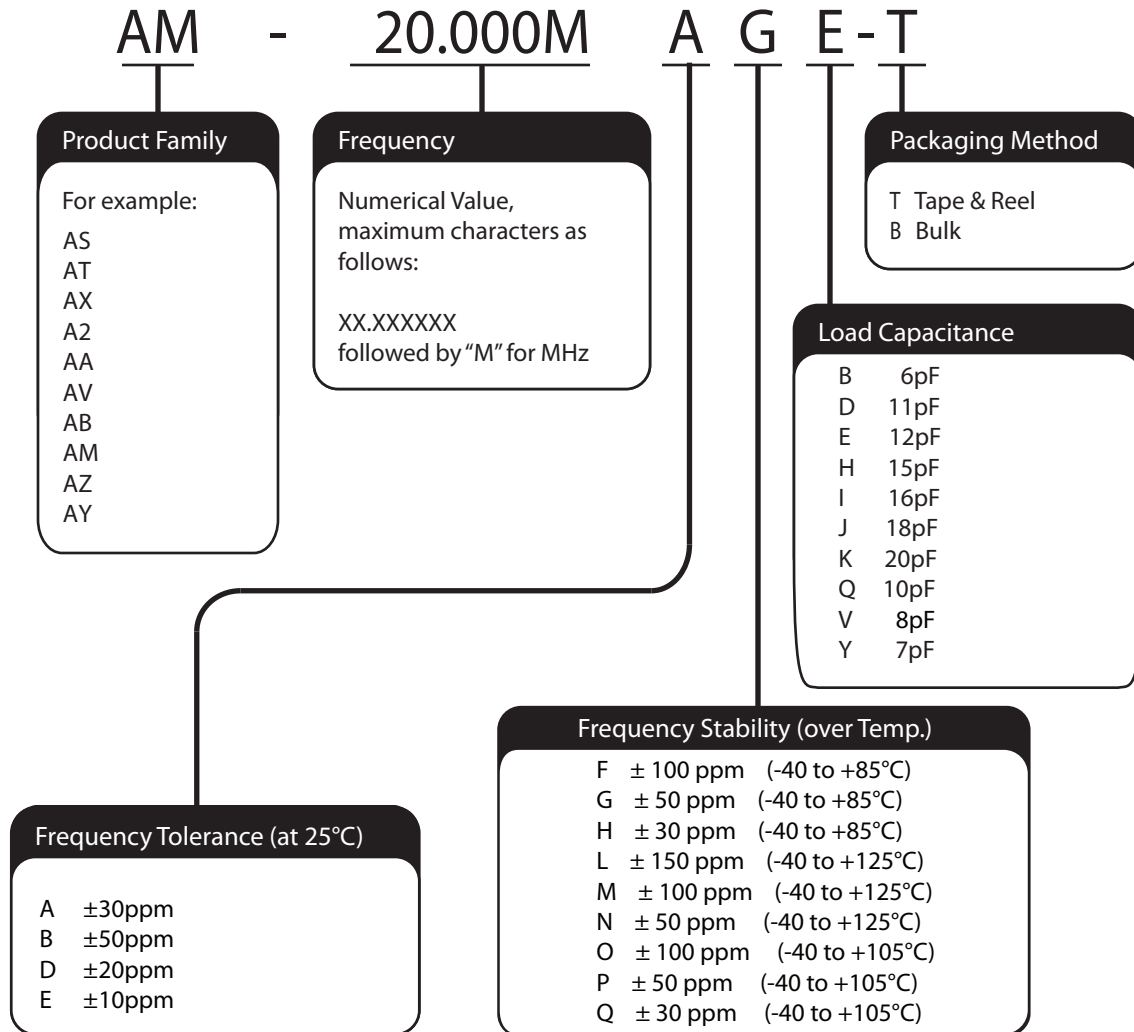 AM - 20.000M A G E - T
Product Family
For example:
AS
AT
AX
A2
AA
AV
AB
AM
AZ
AY
Frequency
Numerical Value,
maximum characters as
follows:
XX.XXXXXX
followed by “M” for MHz
Packaging Method
T Tape & Reel
B Bulk
Load Capacitance
B 6pF
D 11pF
E 12pF
H 15pF
I 16pF
J 18pF
K 20pF
Q 10pF
V 8pF
Y 7pF
Frequency Stability (over Temp.)
F ± 100 ppm (-40 to +85°C)
G ± 50 ppm (-40 to +85°C)
H ± 30 ppm (-40 to +85°C)
L ± 150 ppm (-40 to +125°C)
M ± 100 ppm (-40 to +125°C)
N ± 50 ppm (-40 to +125°C)
O ± 100 ppm (-40 to +105°C)
P ± 50 ppm (-40 to +105°C)
Q ± 30 ppm (-40 to +105°C)
Frequency Tolerance (at 25°C)
A ±30ppm
B ±50ppm
D ±20ppm
E ±10ppm